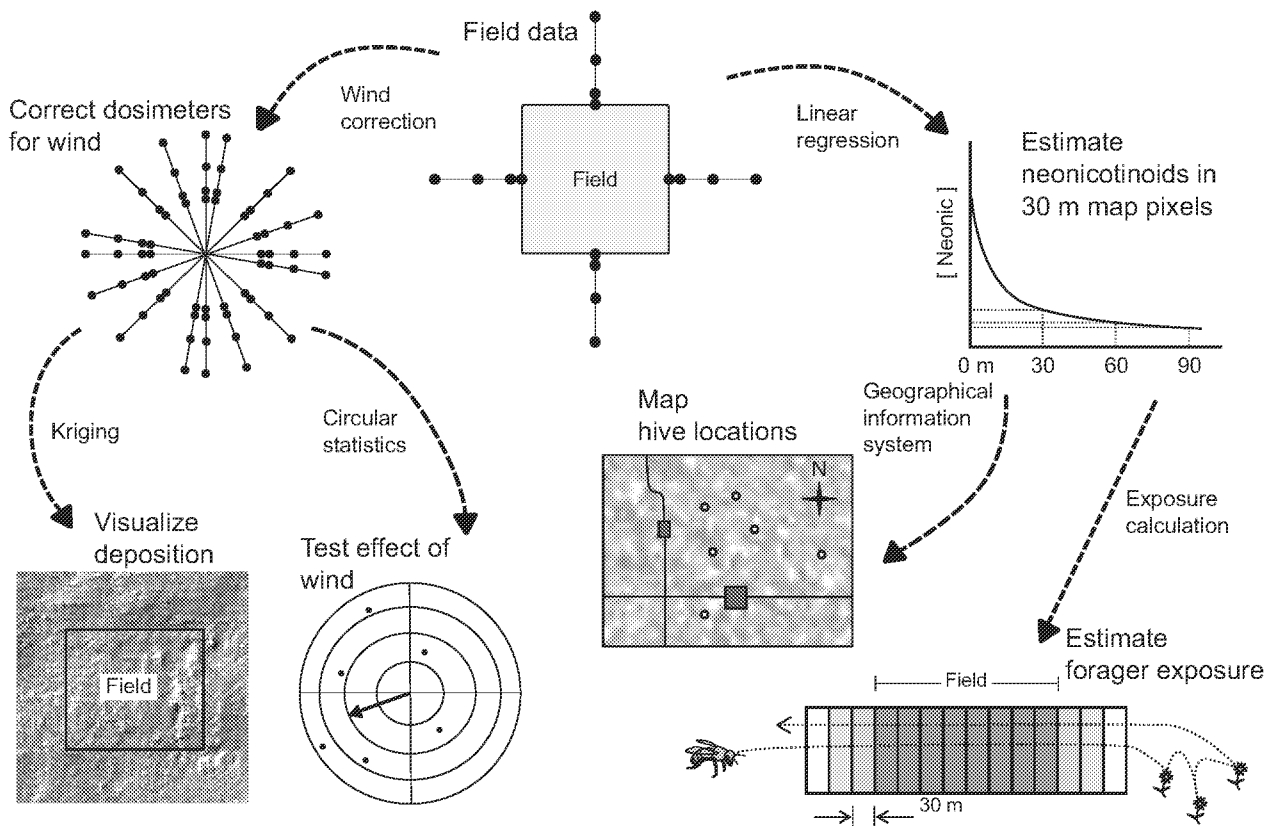 Field data
Wind
correction
Correct dosimeters
for wind
Field
Linear
regression
Estimate
neonicotinoids in
30 m map pixels
[ Neonic ]
0 m 30 60 90
Kriging
Circular
statistics
Map
hive locations
N
Geographical
information
system
Exposure
calculation
Visualize
deposition
Field
Test effect of
wind
Estimate
forager exposure
Field
30 m